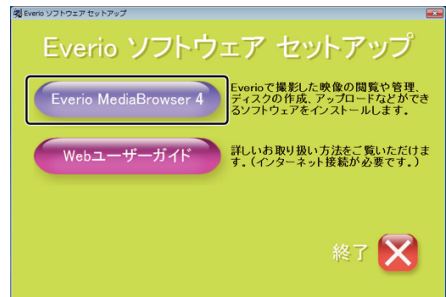 Everio ソフトウェア セットアップ
Everio ソフトウェア セットアップ
Everio MediaBrowser 4
Everioで撮影した映像の閲覧や管理、
ディスクの作成、アップロードなどができ
るソフトウェアをインストールします。
Webユーザーガイド
詳しいお取り扱い方法をご覧いただけま
す。（インターネット接続が必要です。）
終了